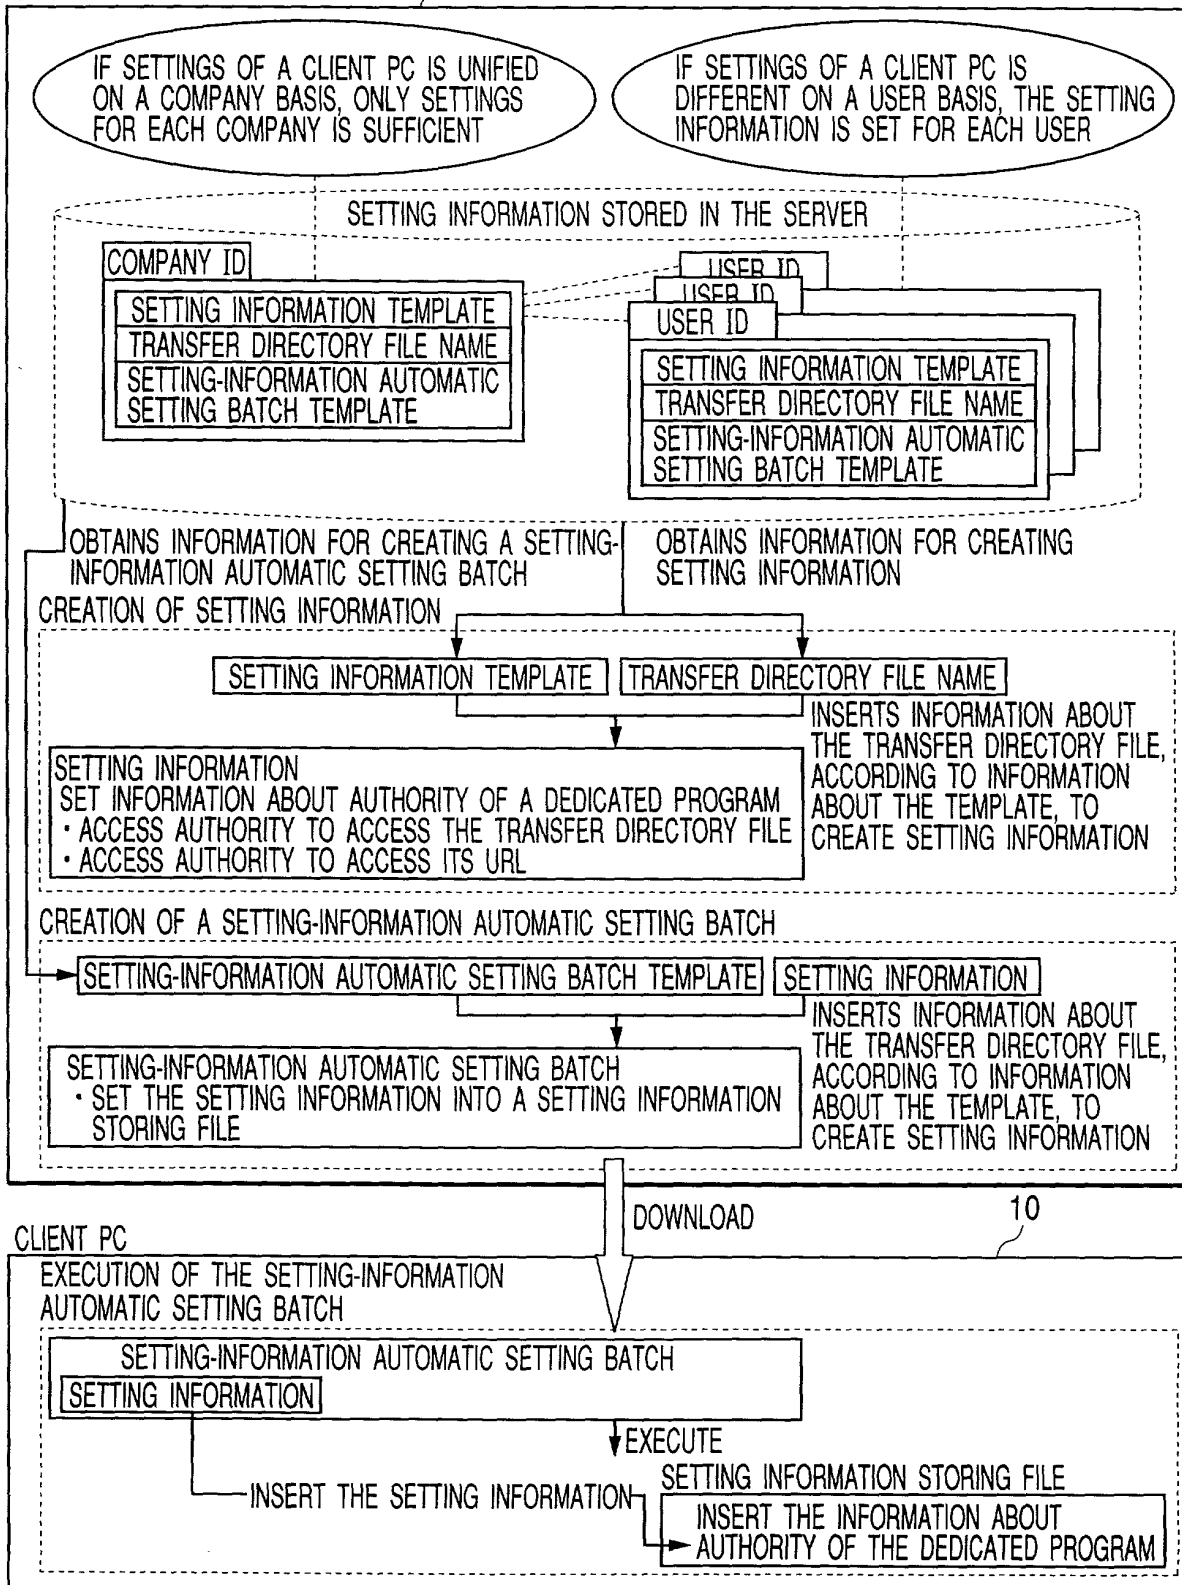 IF SETTINGS OF A CLIENT PC IS UNIFIED
ON A COMPANY BASIS, ONLY SETTINGS
FOR EACH COMPANY IS SUFFICIENT
IF SETTINGS OF A CLIENT PC IS
DIFFERENT ON A USER BASIS, THE SETTING
INFORMATION IS SET FOR EACH USER
SETTING INFORMATION STORED IN THE SERVER
COMPANY ID
SETTING INFORMATION TEMPLATE
TRANSFER DIRECTORY FILE NAME
SETTING-INFORMATION AUTOMATIC
SETTING BATCH TEMPLATE
USER ID
USER ID
USER ID
SETTING INFORMATION TEMPLATE
TRANSFER DIRECTORY FILE NAME
SETTING-INFORMATION AUTOMATIC
SETTING BATCH TEMPLATE
OBTAINS INFORMATION FOR CREATING A SETTING-
INFORMATION AUTOMATIC SETTING BATCH
OBTAINS INFORMATION FOR CREATING
SETTING INFORMATION
CREATION OF SETTING INFORMATION
SETTING INFORMATION TEMPLATE
TRANSFER DIRECTORY FILE NAME
INSERTS INFORMATION ABOUT
THE TRANSFER DIRECTORY FILE,
ACCORDING TO INFORMATION
ABOUT THE TEMPLATE, TO
CREATE SETTING INFORMATION
SETTING INFORMATION
SET INFORMATION ABOUT AUTHORITY OF A DEDICATED PROGRAM
・ACCESS AUTHORITY TO ACCESS THE TRANSFER DIRECTORY FILE
・ACCESS AUTHORITY TO ACCESS ITS URL
CREATION OF A SETTING-INFORMATION AUTOMATIC SETTING BATCH
SETTING-INFORMATION AUTOMATIC SETTING BATCH TEMPLATE
SETTING INFORMATION
INSERTS INFORMATION ABOUT
THE TRANSFER DIRECTORY FILE,
ACCORDING TO INFORMATION
ABOUT THE TEMPLATE, TO
CREATE SETTING INFORMATION
SETTING-INFORMATION AUTOMATIC SETTING BATCH
・SET THE SETTING INFORMATION INTO A SETTING INFORMATION
STORING FILE
DOWNLOAD
10
CLIENT PC
EXECUTION OF THE SETTING-INFORMATION
AUTOMATIC SETTING BATCH
SETTING-INFORMATION AUTOMATIC SETTING BATCH
SETTING INFORMATION
EXECUTE
INSERT THE SETTING INFORMATION
SETTING INFORMATION STORING FILE
INSERT THE INFORMATION ABOUT
AUTHORITY OF THE DEDICATED PROGRAM